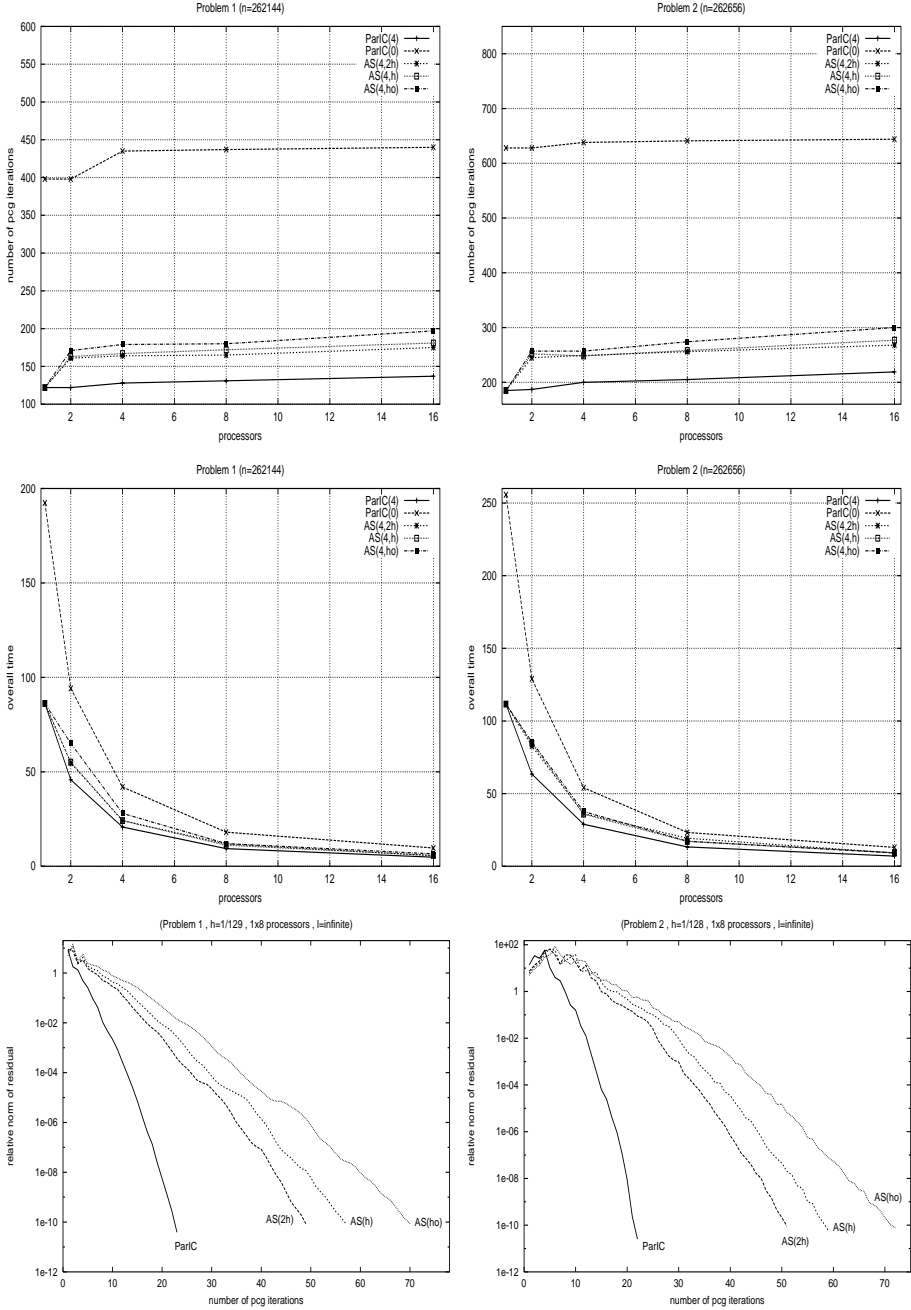 Problem 1 (n=262144)
600
550
500
450
400
350
300
250
200
150
100
number of pcg iterations
2 4 6 8 10 12 14 16
processors
ParIC(4)
ParIC(0)
AS(4,2h)
AS(4,h)
AS(4,ho)
Problem 2 (n=262656)
800
700
600
500
400
300
200
number of pcg iterations
2 4 6 8 10 12 14 16
processors
ParIC(4)
ParIC(0)
AS(4,2h)
AS(4,h)
AS(4,ho)
Problem 1 (n=262144)
200
150
100
50
0
overall time
2 4 6 8 10 12 14 16
processors
ParIC(4)
ParIC(0)
AS(4,2h)
AS(4,h)
AS(4,ho)
Problem 2 (n=262656)
250
200
150
100
50
0
overall time
2 4 6 8 10 12 14 16
processors
ParIC(4)
ParIC(0)
AS(4,2h)
AS(4,h)
AS(4,ho)
(Problem 1 , h=1/129 , 1x8 processors , l=infinite)
1
1e-02
1e-04
1e-06
1e-08
1e-10
1e-12
relative norm of residual
0 10 20 30 40 50 60 70
number of pcg iterations
ParIC
AS(2h)
AS(h)
AS(ho)
(Problem 2 , h=1/128 , 1x8 processors , l=infinite)
1e+02
1
1e-02
1e-04
1e-06
1e-08
1e-10
1e-12
relative norm of residual
0 10 20 30 40 50 60 70
number of pcg iterations
ParIC
AS(2h)
AS(h)
AS(ho)